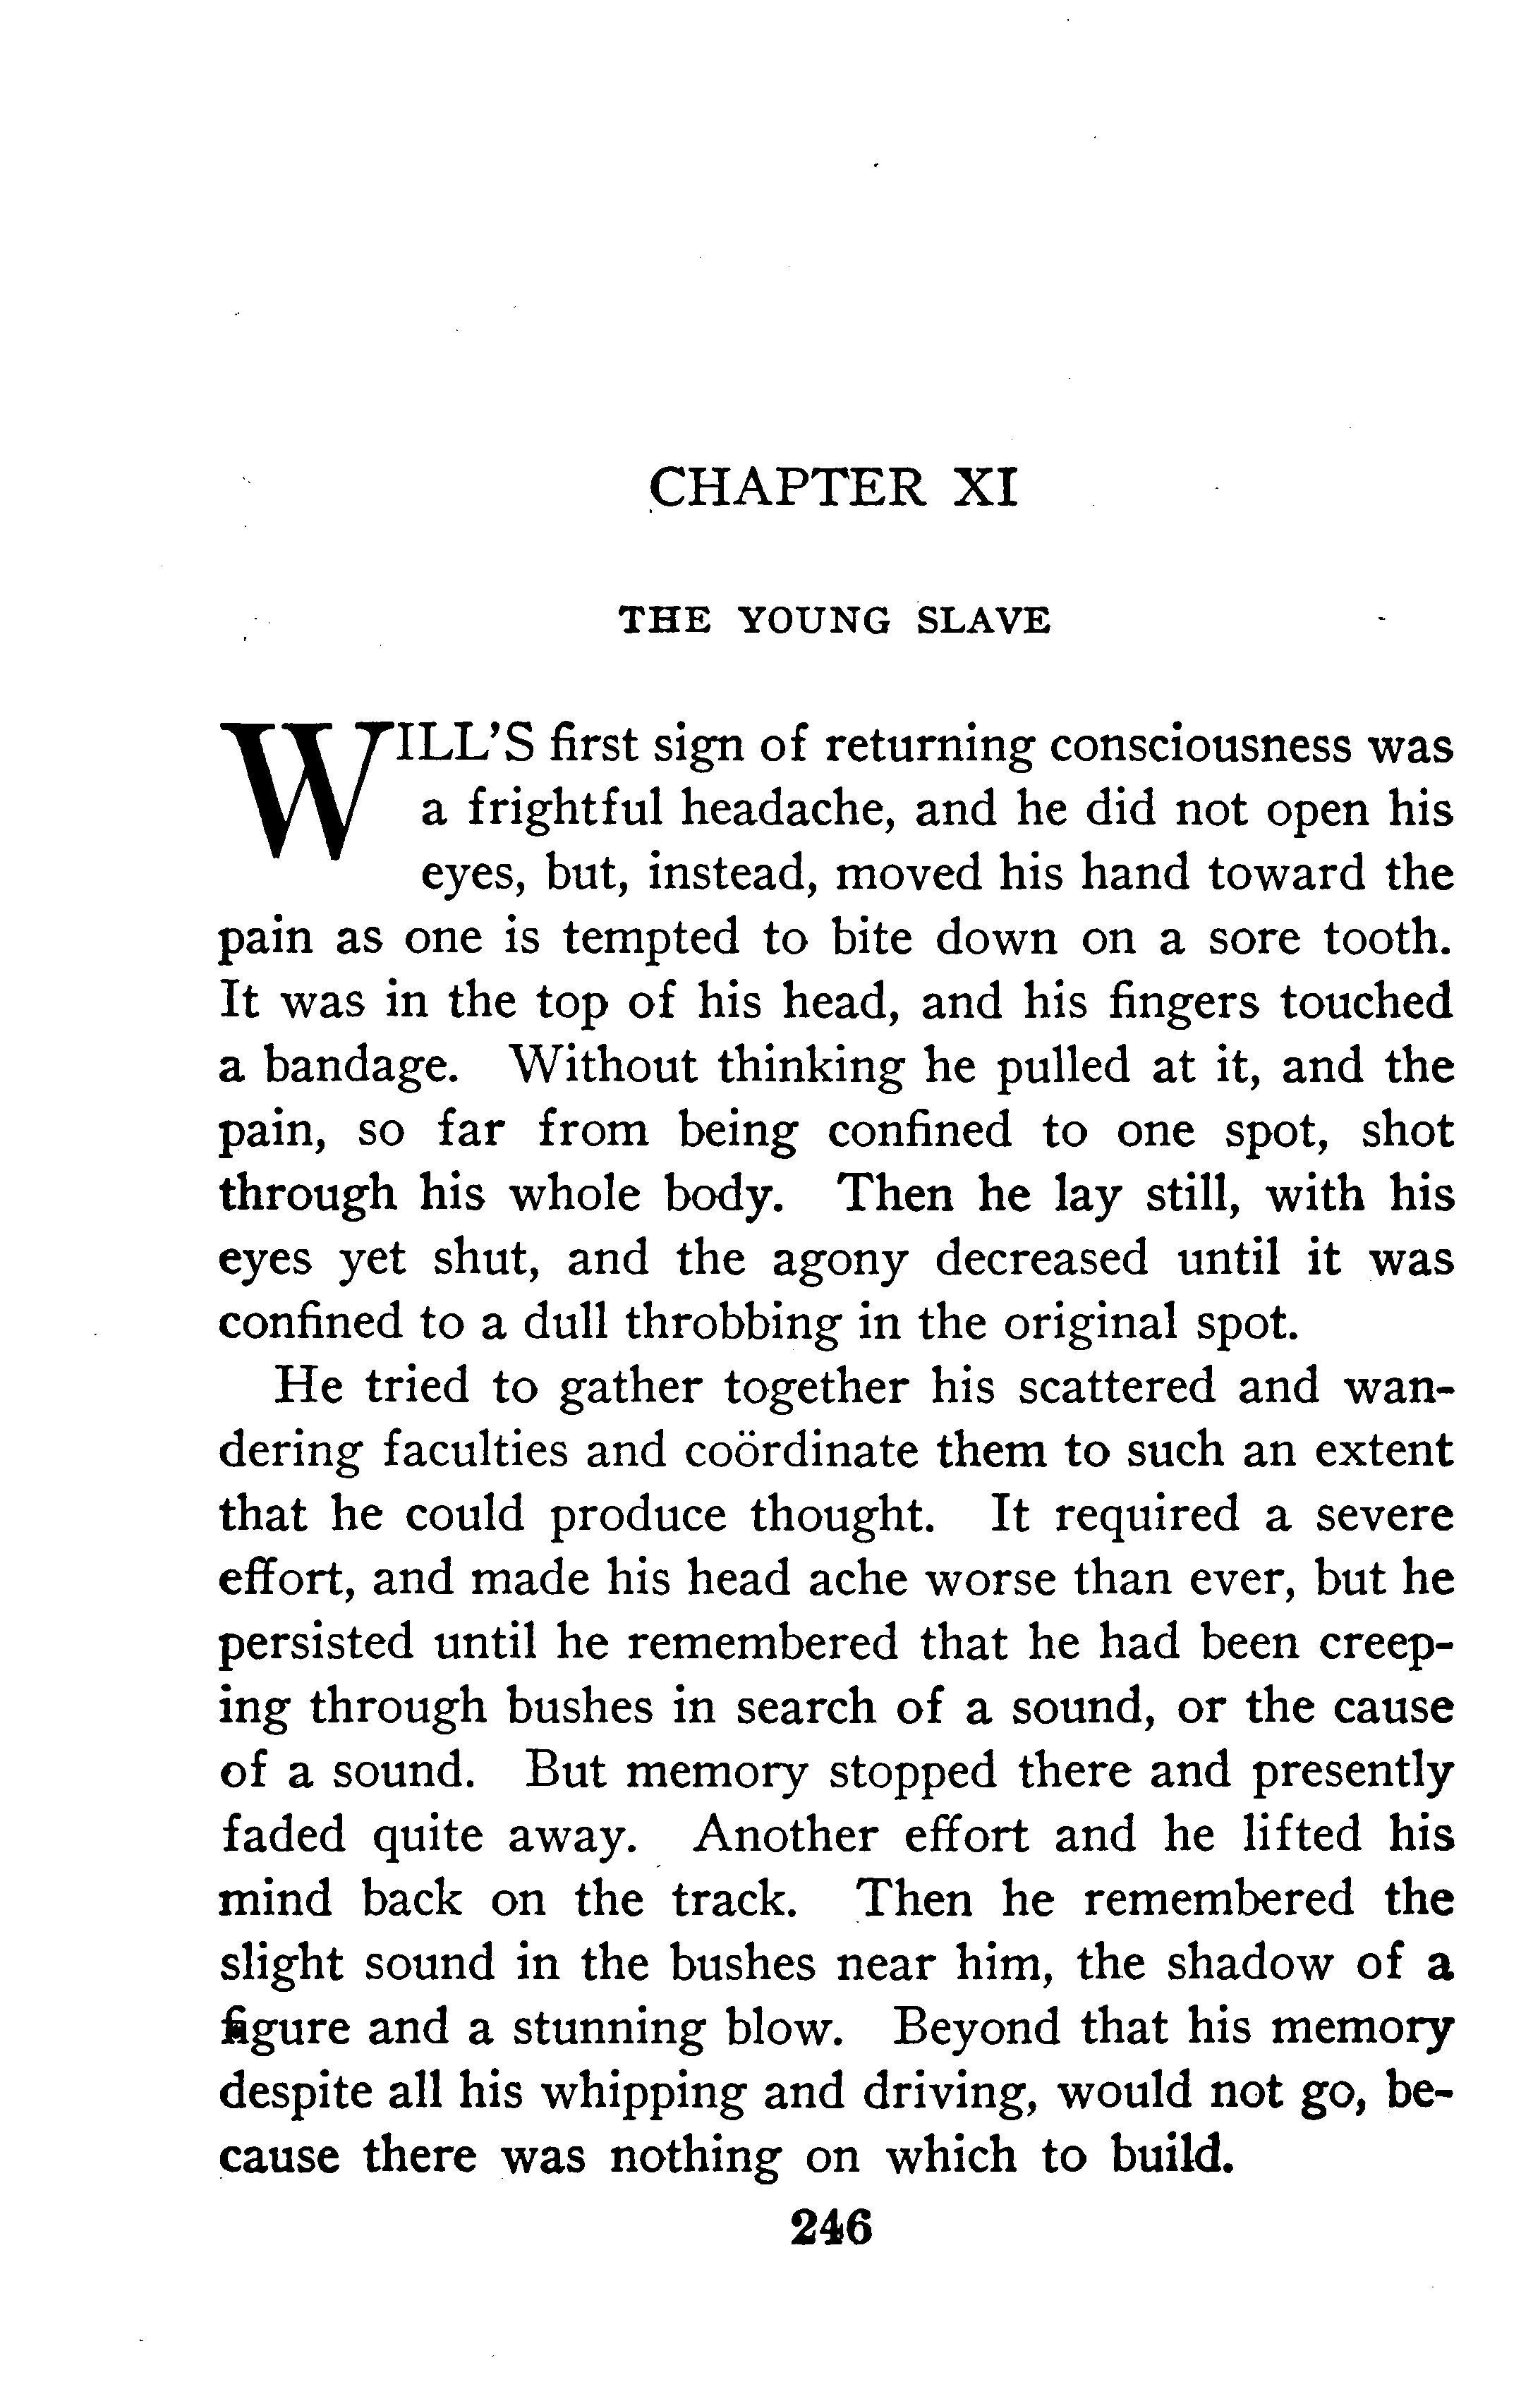 CHAPTER XI
THE YOUNG SLAVE
WILL'S first sign of returning consciousness was
a frightful headache, and he did not open his
eyes, but, instead, moved his hand toward the
pain as one is tempted to bite down on a sore tooth.
It was in the top of his head, and his fingers touched
a bandage. Without thinking he pulled at it, and the
pain, so far from being confined to one spot, shot
through his whole body. Then he lay still, with his
eyes yet shut, and the agony decreased until it was
confined to a dull throbbing in the original spot.
He tried to gather together his scattered and wan-
dering faculties and coördinate them to such an extent
that he could produce thought. It required a severe
effort, and made his head ache worse than ever, but he
persisted until he remembered that he had been creep-
ing through bushes in search of a sound, or the cause
of a sound. But memory stopped there and presently
faded quite away. Another effort and he lifted his
mind back on the track. Then he remembered the
slight sound in the bushes near him, the shadow of a
figure and a stunning blow. Beyond that his memory
despite all his whipping and driving, would not go, be-
cause there was nothing on which to build.
246